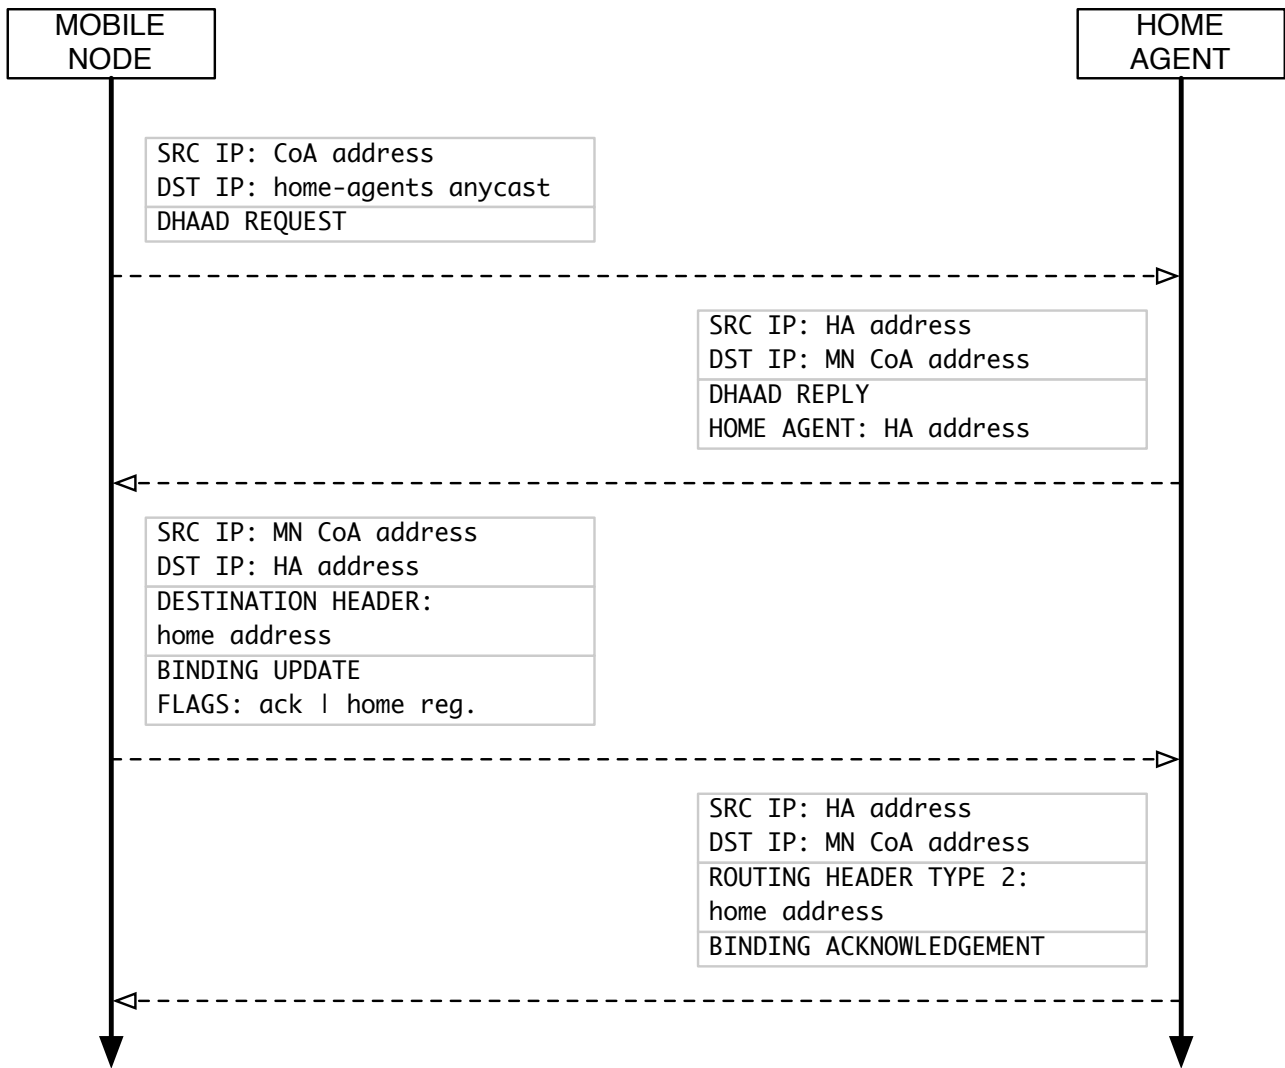 MOBILE
NODE
HOME
AGENT
SRC IP: CoA address
DST IP: home-agents anycast
DHAAD REQUEST
SRC IP: HA address
DST IP: MN CoA address
DHAAD REPLY
HOME AGENT: HA address
SRC IP: MN CoA address
DST IP: HA address
DESTINATION HEADER:
home address
BINDING UPDATE
FLAGS: ack | home reg.
SRC IP: HA address
DST IP: MN CoA address
ROUTING HEADER TYPE 2:
home address
BINDING ACKNOWLEDGEMENT